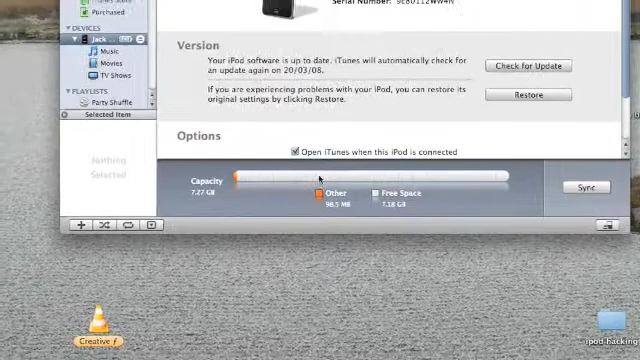 Purchased
Serial Number:
DEVICES
Jack ...
Music
Movies
TV Shows
PLAYLISTS
Party Shuffle
Selected Item
Nothing
Selected
Version
Your iPod software is up to date. iTunes will automatically check for
an update again on 20/03/08.
Check for Update
If you are experiencing problems with your iPod, you can restore its
original settings by clicking Restore.
Restore
Options
Open iTunes when this iPod is connected
Capacity
7.27 GB
Other
98.5 MB
Free Space
7.18 GB
Sync
Creative f
ipod-hacking